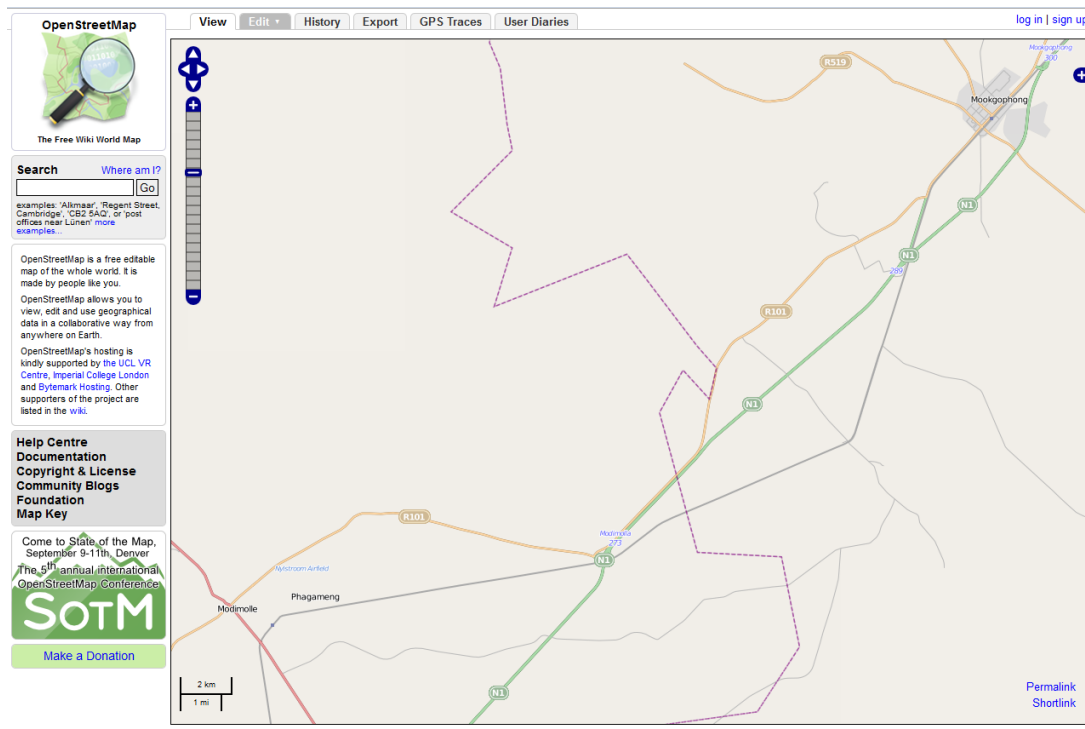 OpenStreetMap
The Free Wiki World Map
View
Edit
History
Export
GPS Traces
User Diaries
log in | sign up
Search
Where am I?
Go
examples: 'Alkmaar', 'Regent Street,
Cambridge', 'CB2 5AQ', or 'post
offices near Lünen' more
examples...
OpenStreetMap is a free editable
map of the whole world. It is
made by people like you.
OpenStreetMap allows you to
view, edit and use geographical
data in a collaborative way from
anywhere on Earth.
OpenStreetMap's hosting is
kindly supported by the UCL VR
Centre, Imperial College London
and Bytemark Hosting. Other
supporters of the project are
listed in the wiki.
Help Centre
Documentation
Copyright & License
Community Blogs
Foundation
Map Key
Come to State of the Map,
September 9-11th, Denver
The 5th annual international
OpenStreetMap Conference
SOTM
Make a Donation
Mookgophong
300
R519
Mookgophong
N1
N1
289
R101
N1
R101
Modimolle
273
N1
Nylstroom Airfield
Phagameng
Modimolle
N1
2 km
1 mi
Permalink
Shortlink